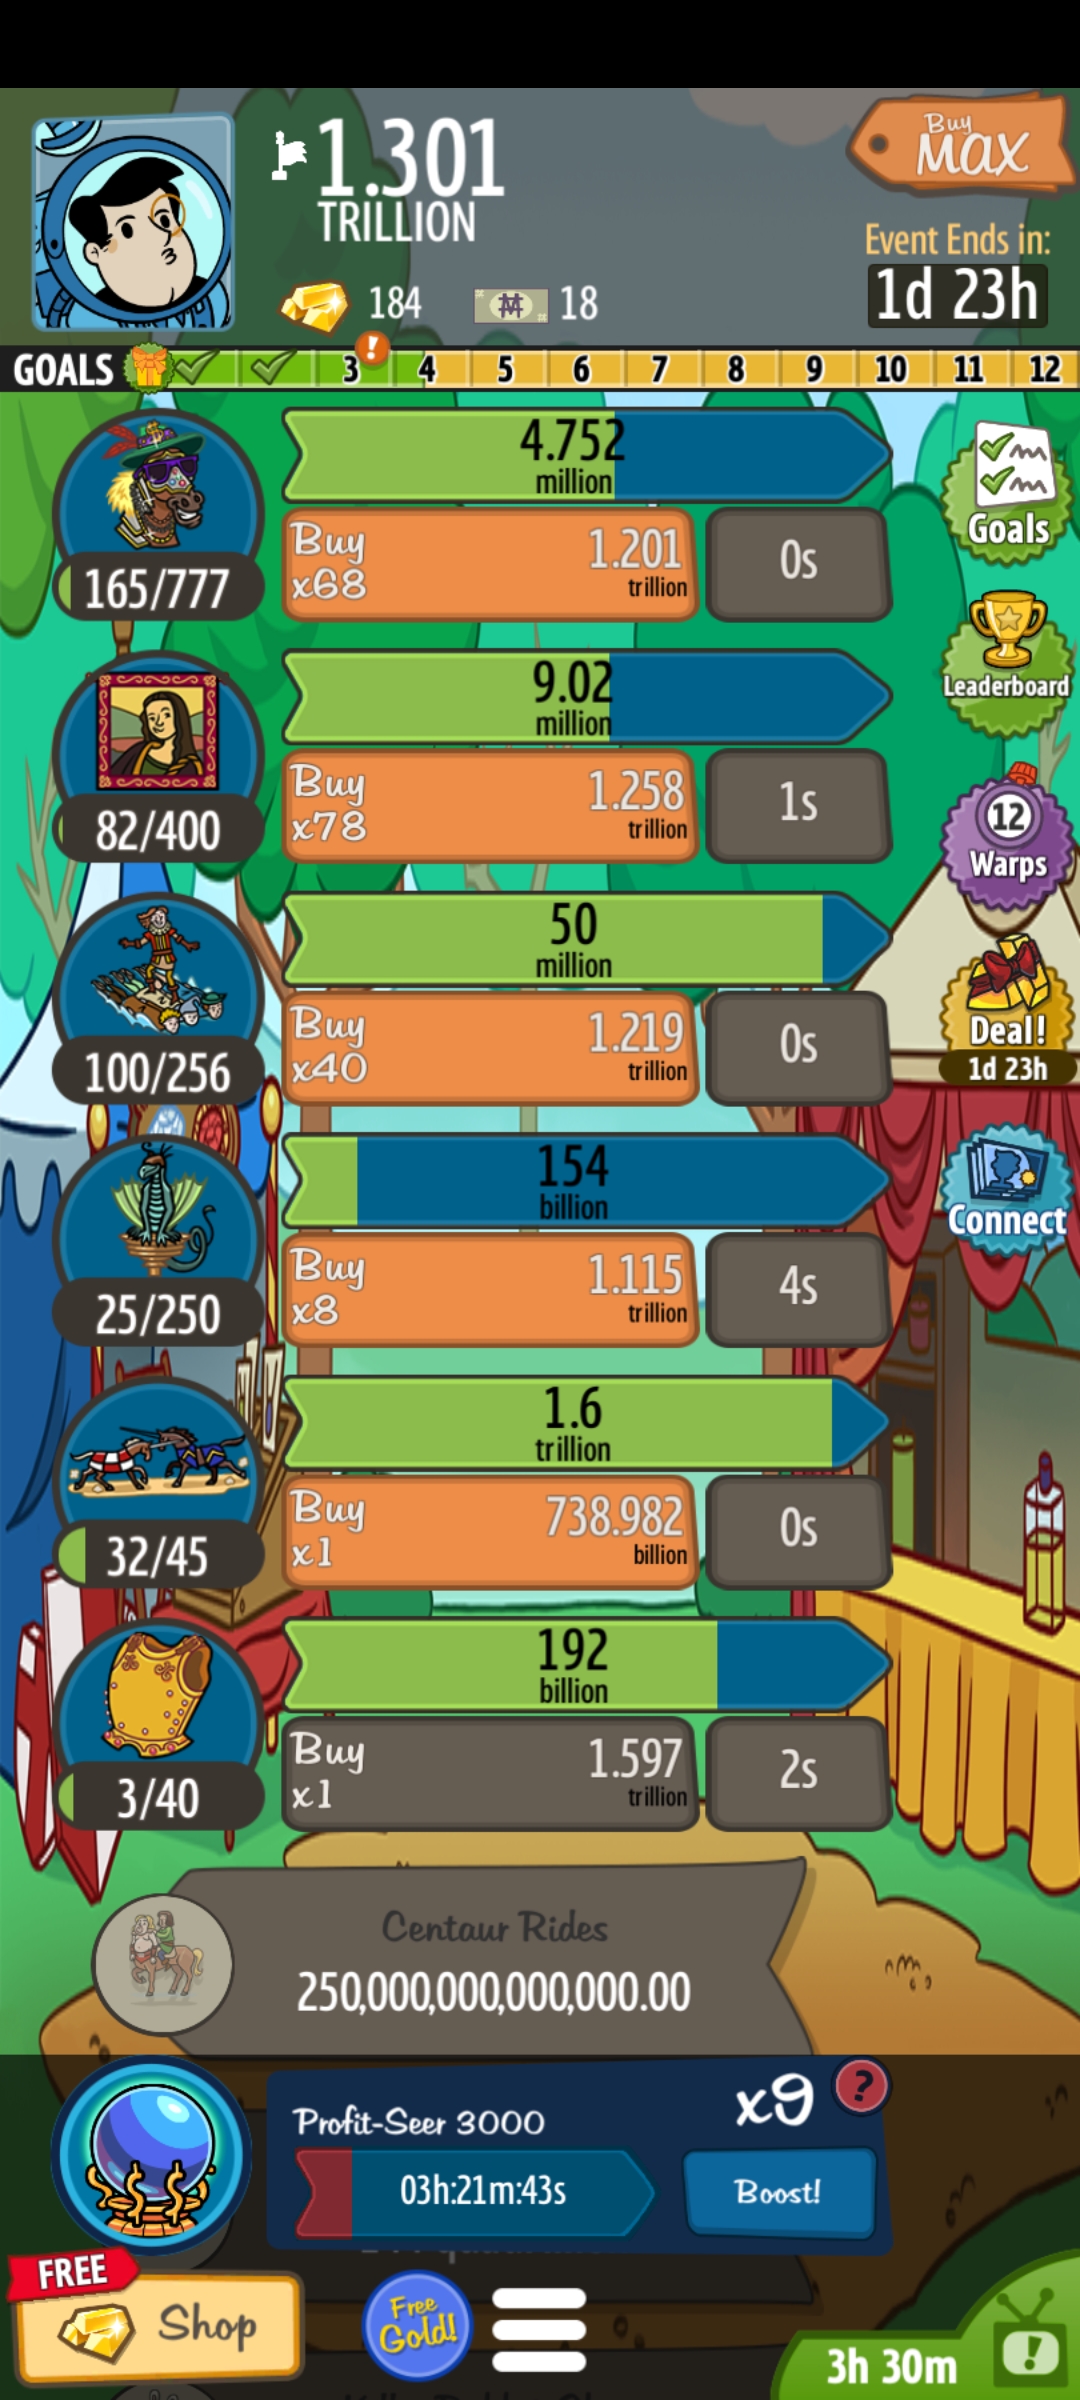 1.301
TRILLION
Buy
MAX
Event Ends in:
1d 23h
184
18
GOALS
3
!
4
5
6
7
8
9
10
11
12
4.752
million
Buy
x68
1.201
trillion
0s
165/777
Goals
9.02
million
Buy
x78
1.258
trillion
1s
82/400
Leaderboard
12
Warps
50
million
Buy
x40
1.219
trillion
0s
100/256
Deal!
1d 23h
154
billion
Buy
x8
1.115
trillion
4s
25/250
Connect
1.6
trillion
Buy
x1
738.982
billion
0s
32/45
192
billion
Buy
x1
1.597
trillion
2s
3/40
Centaur Rides
250,000,000,000,000.00
Profit-Seer 3000
x9
?
03h:21m:43s
Boost!
FREE
Shop
Free
Gold!
3h 30m
!